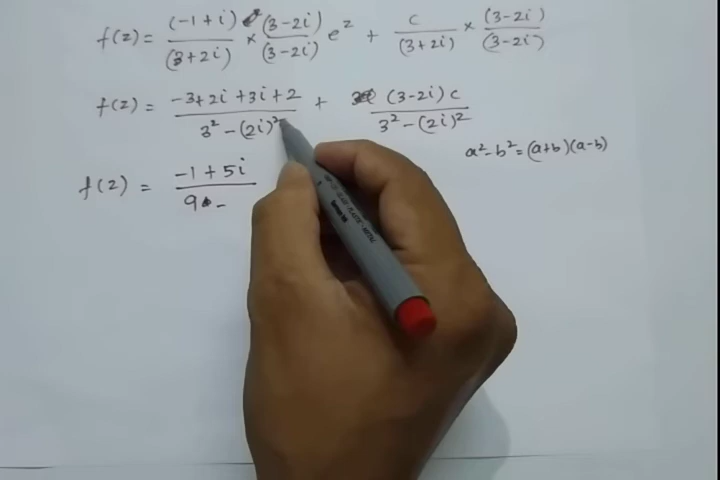 f(z) = (-1+i)/(3+2i) × (3-2i)/(3-2i) e^z + c/(3+2i) × (3-2i)/(3-2i)
f(z) = -3+2i+3i+2/3²-(2i)² + (3-2i)c/3²-(2i)²
a²-b²=(a+b)(a-b)
f(z) = -1+5i/9-